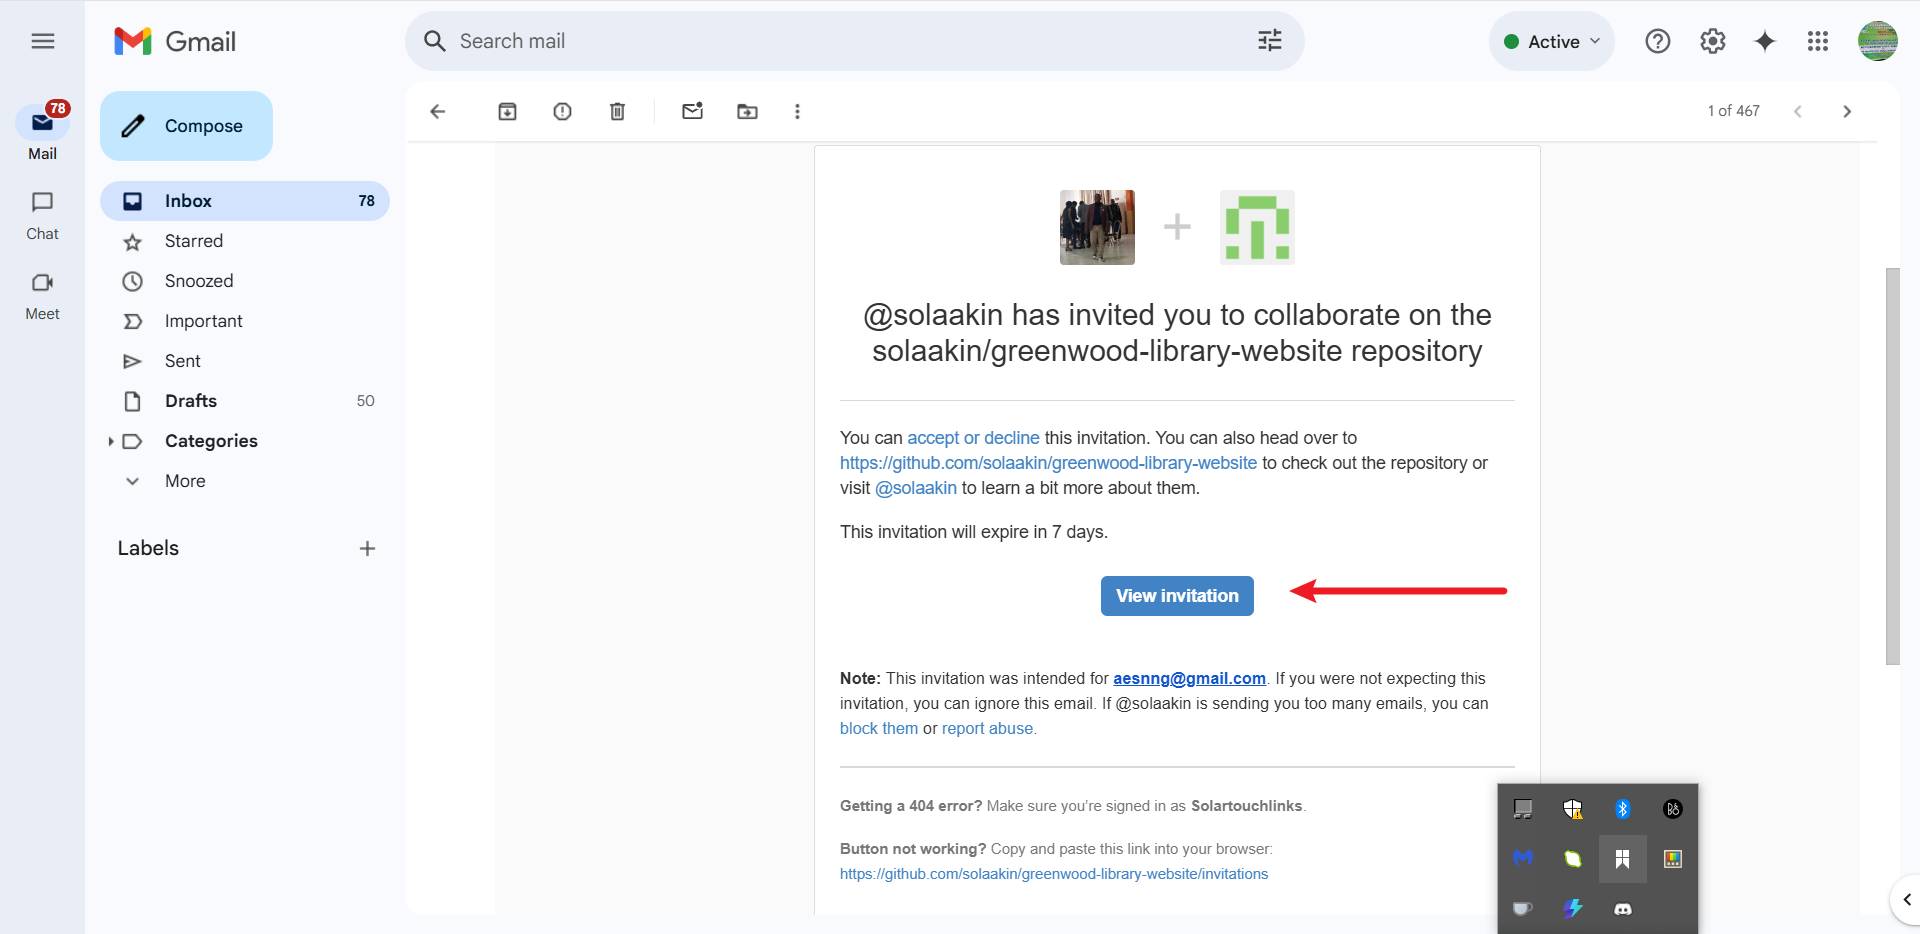 Gmail
Search mail
Active
78
Mail
Chat
Meet
Compose
Inbox 78
Starred
Snoozed
Important
Sent
Drafts 50
Categories
More
Labels
1 of 467
@solaakin has invited you to collaborate on the
solaakin/greenwood-library-website repository
You can accept or decline this invitation. You can also head over to
https://github.com/solaakin/greenwood-library-website to check out the repository or
visit @solaakin to learn a bit more about them.
This invitation will expire in 7 days.
View invitation
Note: This invitation was intended for aesnng@gmail.com. If you were not expecting this
invitation, you can ignore this email. If @solaakin is sending you too many emails, you can
block them or report abuse.
Getting a 404 error? Make sure you're signed in as Solartouchlinks.
Button not working? Copy and paste this link into your browser:
https://github.com/solaakin/greenwood-library-website/invitations